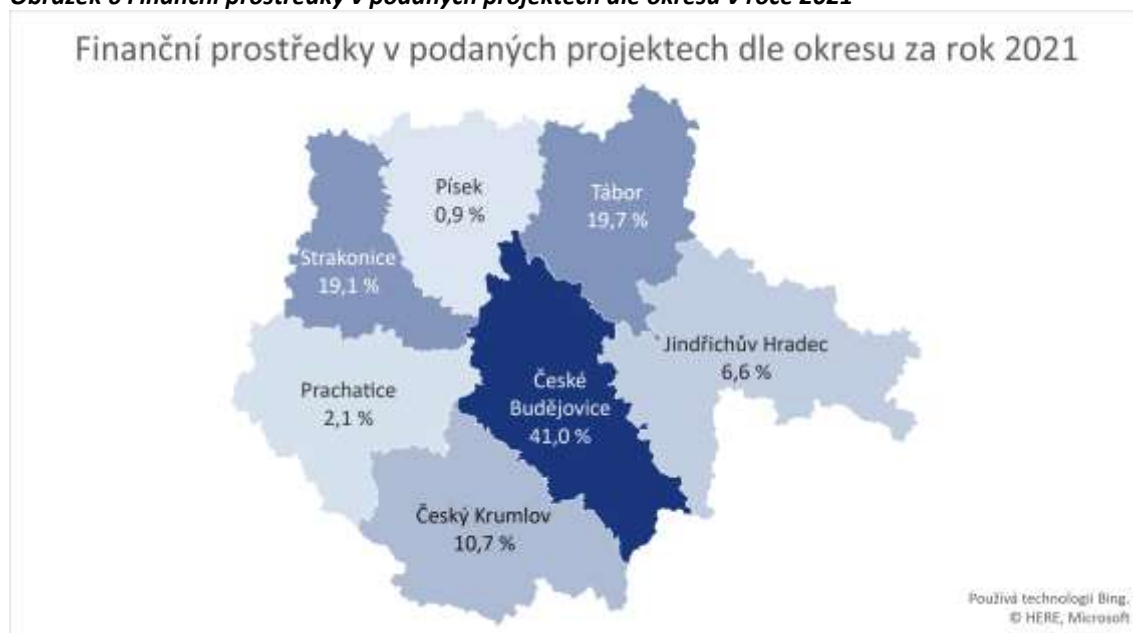 Finanční prostředky v podaných projektech dle okresu za rok 2021
Písek
0,9 %
Tábor
19,7 %
Strakonice
19,1 %
Jindřichův Hradec
6,6 %
České
Budějovice
41,0 %
Prachatice
2,1 %
Český Krumlov
10,7 %
Používá technologii Bing.
© HERE, Microsoft